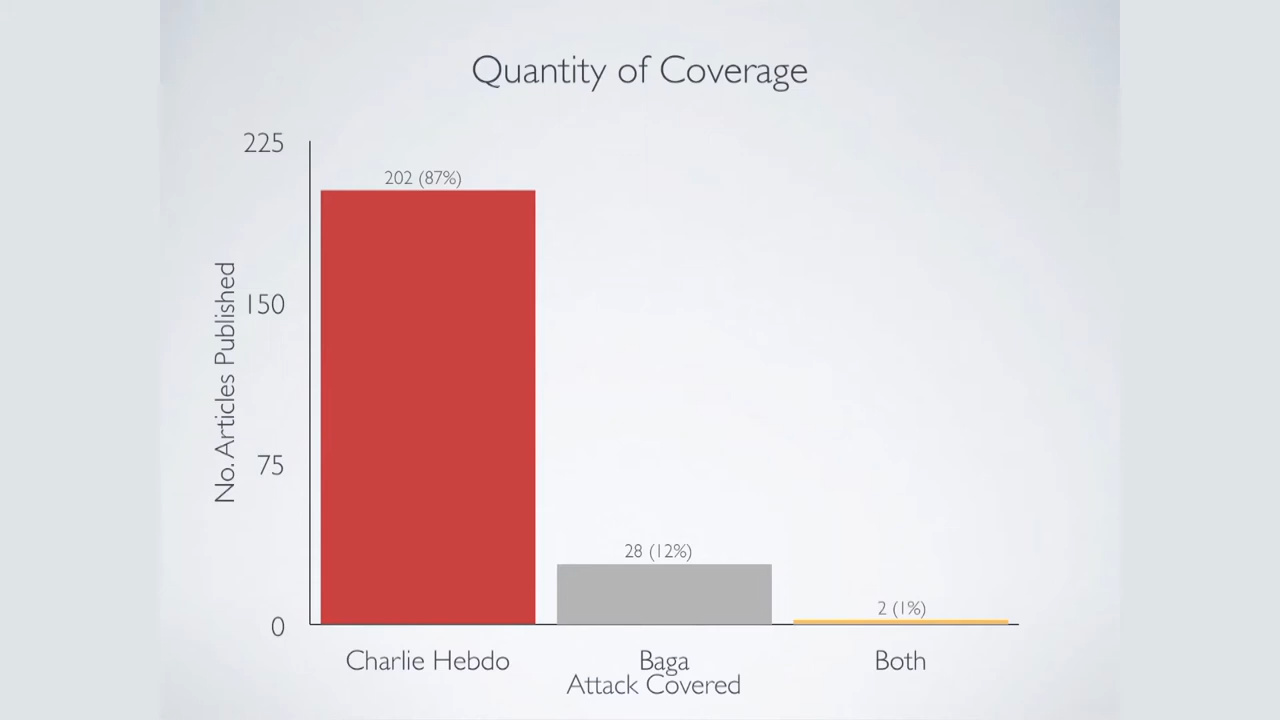 Quantity of Coverage
225
150
75
0
No. Articles Published
202 (87%)
28 (12%)
2 (1%)
Charlie Hebdo
Baga
Both
Attack Covered